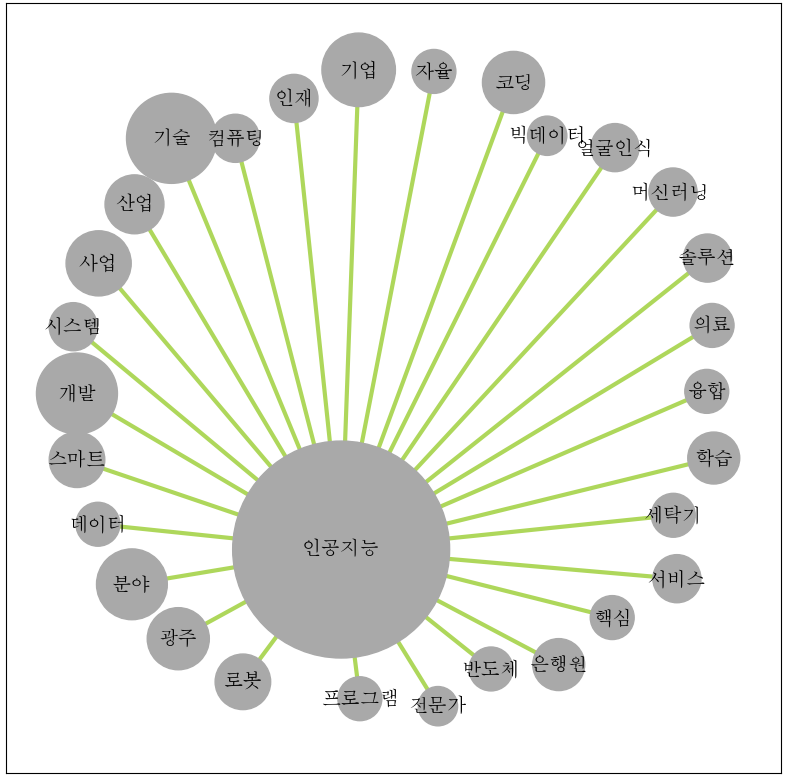 기업
자율
코딩
인재
기술
컴퓨팅
빅데이터
얼굴인식
머신러닝
산업
사업
솔루션
시스템
의료
개발
융합
스마트
학습
데이터
세탁기
인공지능
분야
서비스
광주
핵심
로봇
은행원
반도체
프로그램
전문가